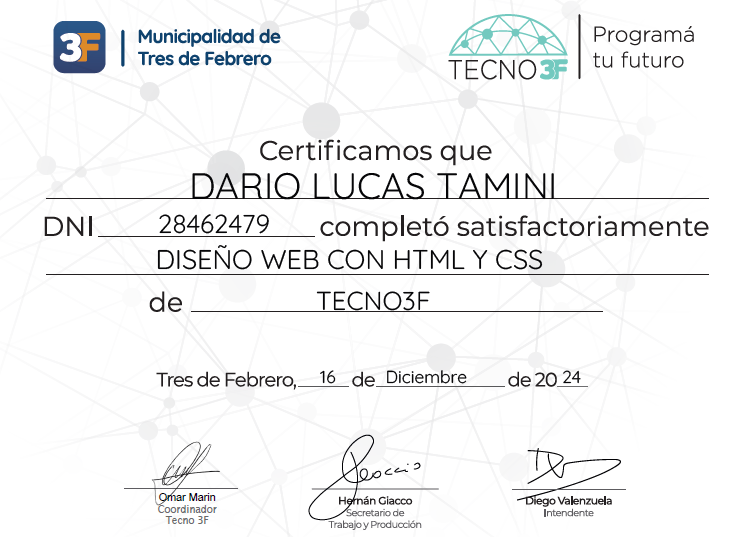 3F
Municipalidad de
Tres de Febrero
TECNO3F
Programá
tu futuro
Certificamos que
DARIO LUCAS TAMINI
DNI 28462479 completó satisfactoriamente
DISEÑO WEB CON HTML Y CSS
de TECNO3F
Tres de Febrero, 16 de Diciembre de 20 24
Omar Marin
Coordinador
Tecno 3F
Hernán Giacco
Secretario de
Trabajo y Producción
Diego Valenzuela
Intendente